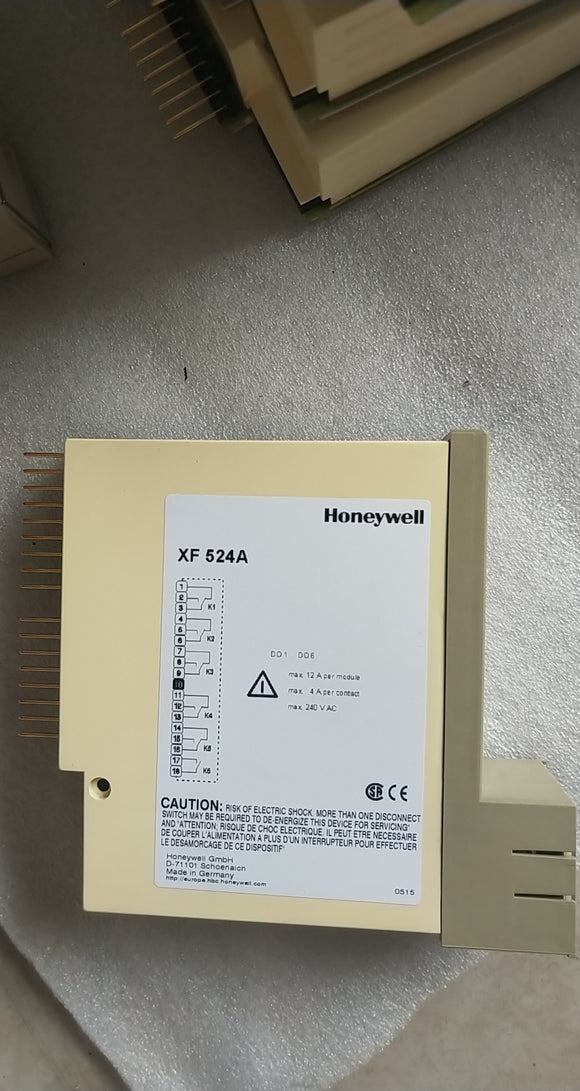 Honeywell
XF 524A
1
2
3
K1
4
5
6
K2
7
8
9
K3
10
11
12
13
K4
14
15
16
K5
17
18
K6
DO1...DO6
max. 12 A per module
max. 4 A per contact
max. 240 V AC
SA CE
CAUTION: RISK OF ELECTRIC SHOCK, MORE THAN ONE DISCONNECT
SWITCH MAY BE REQUIRED TO DE-ENERGIZE THIS DEVICE FOR SERVICING"
AND "ATTENTION; RISQUE DE CHOC ELECTRIQUE. IL PEUT ETRE NECESSAIRE
DE COUPER L'ALIMENTATION A PLUS D'UN INTERRUPTEUR POUR EFFECTUER
LE DESAMORCAGE DE CE DISPOSITIF"
Honeywell GmbH
D-71101 Schoenaich
Made in Germany
http://europe.hbc.honeywell.com
0515